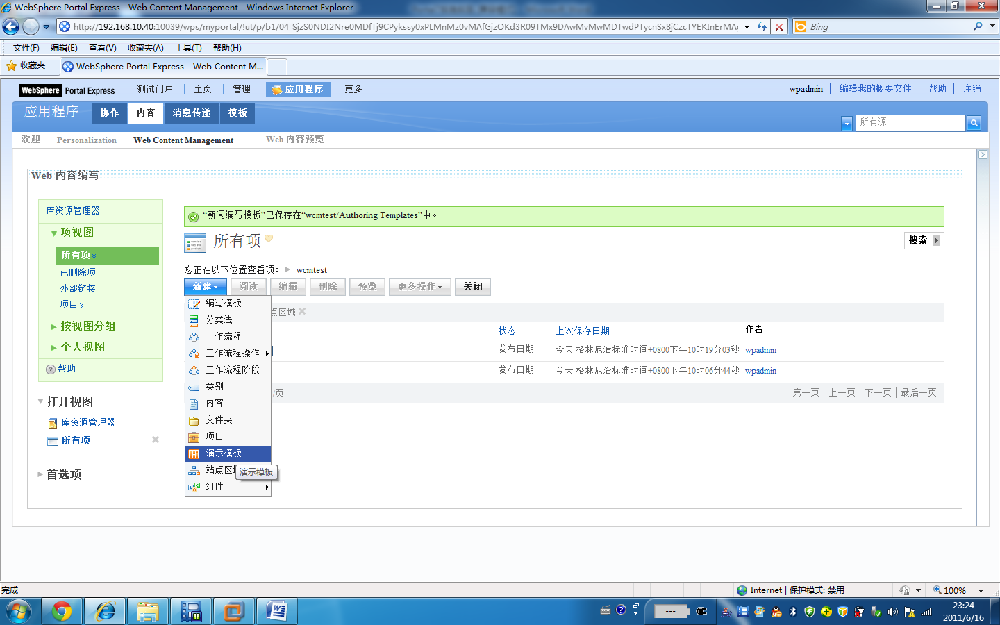 WebSphere Portal Express - Web Content Management - Windows Internet Explorer
http://192.168.10.40:10039/wps/myportal/!ut/p/b1/04_SjzS0NDI2Nre0MDfTj9CPykssy0xPLMnMz0vMAfGjzOKd3R09TMx9DAwMvMwMDTwdPTycnSx8jCzcTYEKInErMA
Bing
文件(F) 编辑(E) 查看(V) 收藏夹(A) 工具(T) 帮助(H)
收藏夹 WebSphere Portal Express - Web Content M...
WebSphere Portal Express 测试门户 主页 管理 应用程序 更多... wpadmin 编辑我的概要文件 帮助 注销
应用程序 协作 内容 消息传递 模板
所有源
欢迎 Personalization Web Content Management Web 内容预览
Web 内容编写
库资源管理器
项视图
所有项
已删除项
外部链接
项目
按视图分组
个人视图
帮助
打开视图
库资源管理器
所有项
首选项
“新闻编写模板”已保存在“wcmtest/Authoring Templates”中。
所有项
搜索
您正在以下位置查看项： wcmtest
新建 阅读 编辑 删除 预览 更多操作 关闭
点区域
状态 上次保存日期 作者
发布日期 今天 格林尼治标准时间+0800下午10时19分03秒 wpadmin
发布日期 今天 格林尼治标准时间+0800下午10时06分44秒 wpadmin
/页 第一页 上一页 下一页 最后一页
编写模板
分类法
工作流程
工作流程操作
工作流程阶段
类别
内容
文件夹
项目
演示模板
站点区
演示模板
组件
完成 Internet | 保护模式: 禁用 100%
23:24
2011/6/16